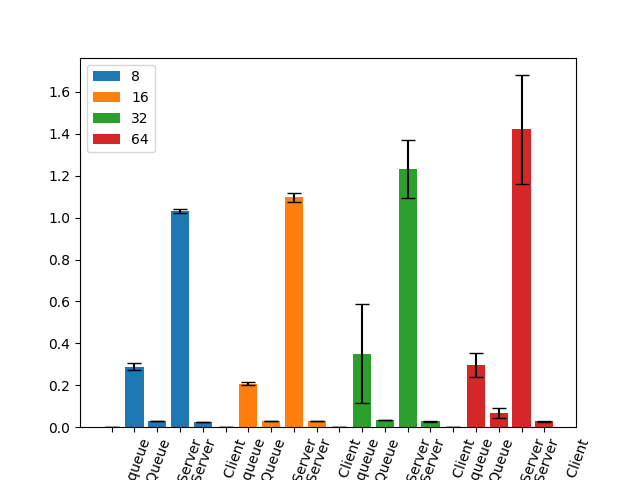 8
16
32
64
1.6
1.4
1.2
1.0
0.8
0.6
0.4
0.2
0.0
queue
Queue
Server
Server
Client
queue
Queue
Server
Server
Client
queue
Queue
Server
Server
Client
queue
Queue
Server
Server
Client